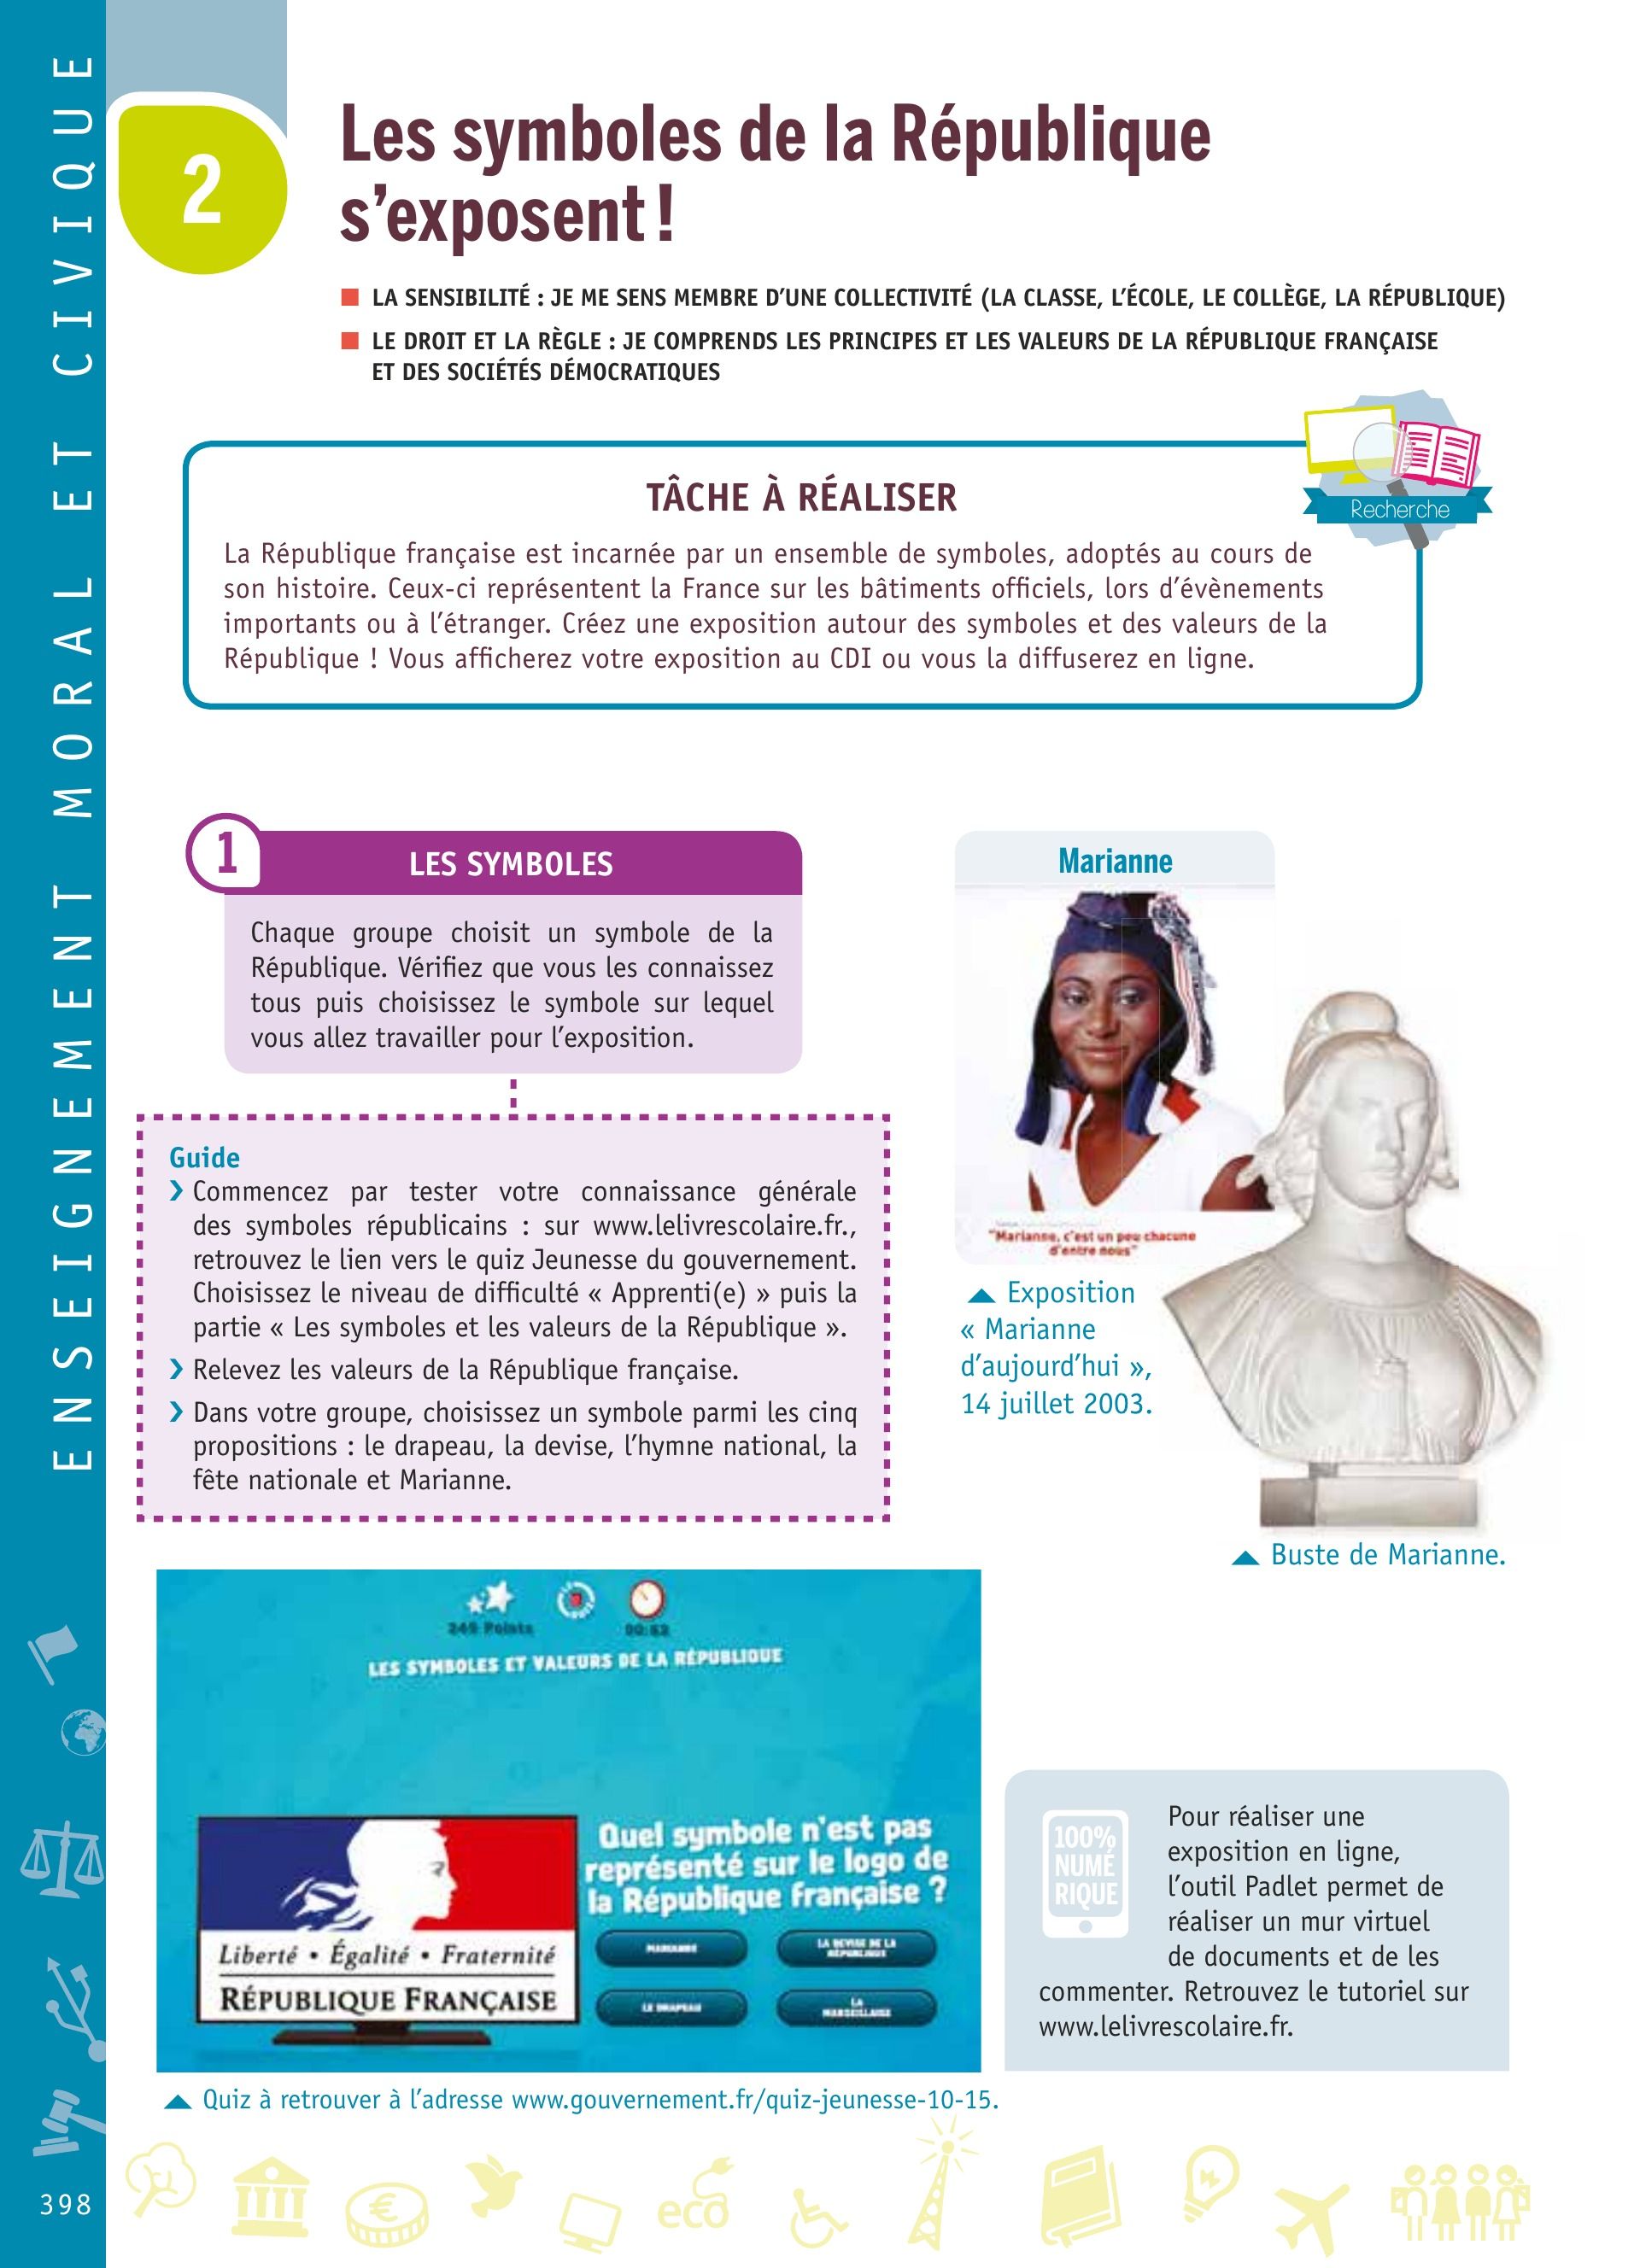 ENSEIGNEMENT MORAL ET CIVIQUE
2
Les symboles de la République
s’exposent !
LA SENSIBILITÉ : JE ME SENS MEMBRE D’UNE COLLECTIVITÉ (LA CLASSE, L’ÉCOLE, LE COLLÈGE, LA RÉPUBLIQUE)
LE DROIT ET LA RÈGLE : JE COMPRENDS LES PRINCIPES ET LES VALEURS DE LA RÉPUBLIQUE FRANÇAISE
ET DES SOCIÉTÉS DÉMOCRATIQUES
Recherche
TÂCHE À RÉALISER
La République française est incarnée par un ensemble de symboles, adoptés au cours de
son histoire. Ceux-ci représentent la France sur les bâtiments officiels, lors d’évènements
importants ou à l’étranger. Créez une exposition autour des symboles et des valeurs de la
République ! Vous afficherez votre exposition au CDI ou vous la diffuserez en ligne.
1
LES SYMBOLES
Chaque groupe choisit un symbole de la
République. Vérifiez que vous les connaissez
tous puis choisissez le symbole sur lequel
vous allez travailler pour l’exposition.
Guide
❯ Commencez par tester votre connaissance générale
des symboles républicains : sur www.lelivrescolaire.fr.,
retrouvez le lien vers le quiz Jeunesse du gouvernement.
Choisissez le niveau de difficulté « Apprenti(e) » puis la
partie « Les symboles et les valeurs de la République ».
❯ Relevez les valeurs de la République française.
❯ Dans votre groupe, choisissez un symbole parmi les cinq
propositions : le drapeau, la devise, l’hymne national, la
fête nationale et Marianne.
Marianne
"Marianne, c'est un peu chacune
d'entre nous"
Exposition
« Marianne
d’aujourd’hui »,
14 juillet 2003.
Buste de Marianne.
Points
LES SYMBOLES ET VALEURS DE LA RÉPUBLIQUE
Quel symbole n'est pas
représenté sur le logo de
la République française ?
MARIANNE
LA DEVISE DE LA
RÉPUBLIQUE
LE DRAPEAU
LA
MARSEILLAISE
Liberté • Égalité • Fraternité
RÉPUBLIQUE FRANÇAISE
Quiz à retrouver à l’adresse www.gouvernement.fr/quiz-jeunesse-10-15.
100%
NUMÉ
RIQUE
Pour réaliser une
exposition en ligne,
l’outil Padlet permet de
réaliser un mur virtuel
de documents et de les
commenter. Retrouvez le tutoriel sur
www.lelivrescolaire.fr.
€
eco
398